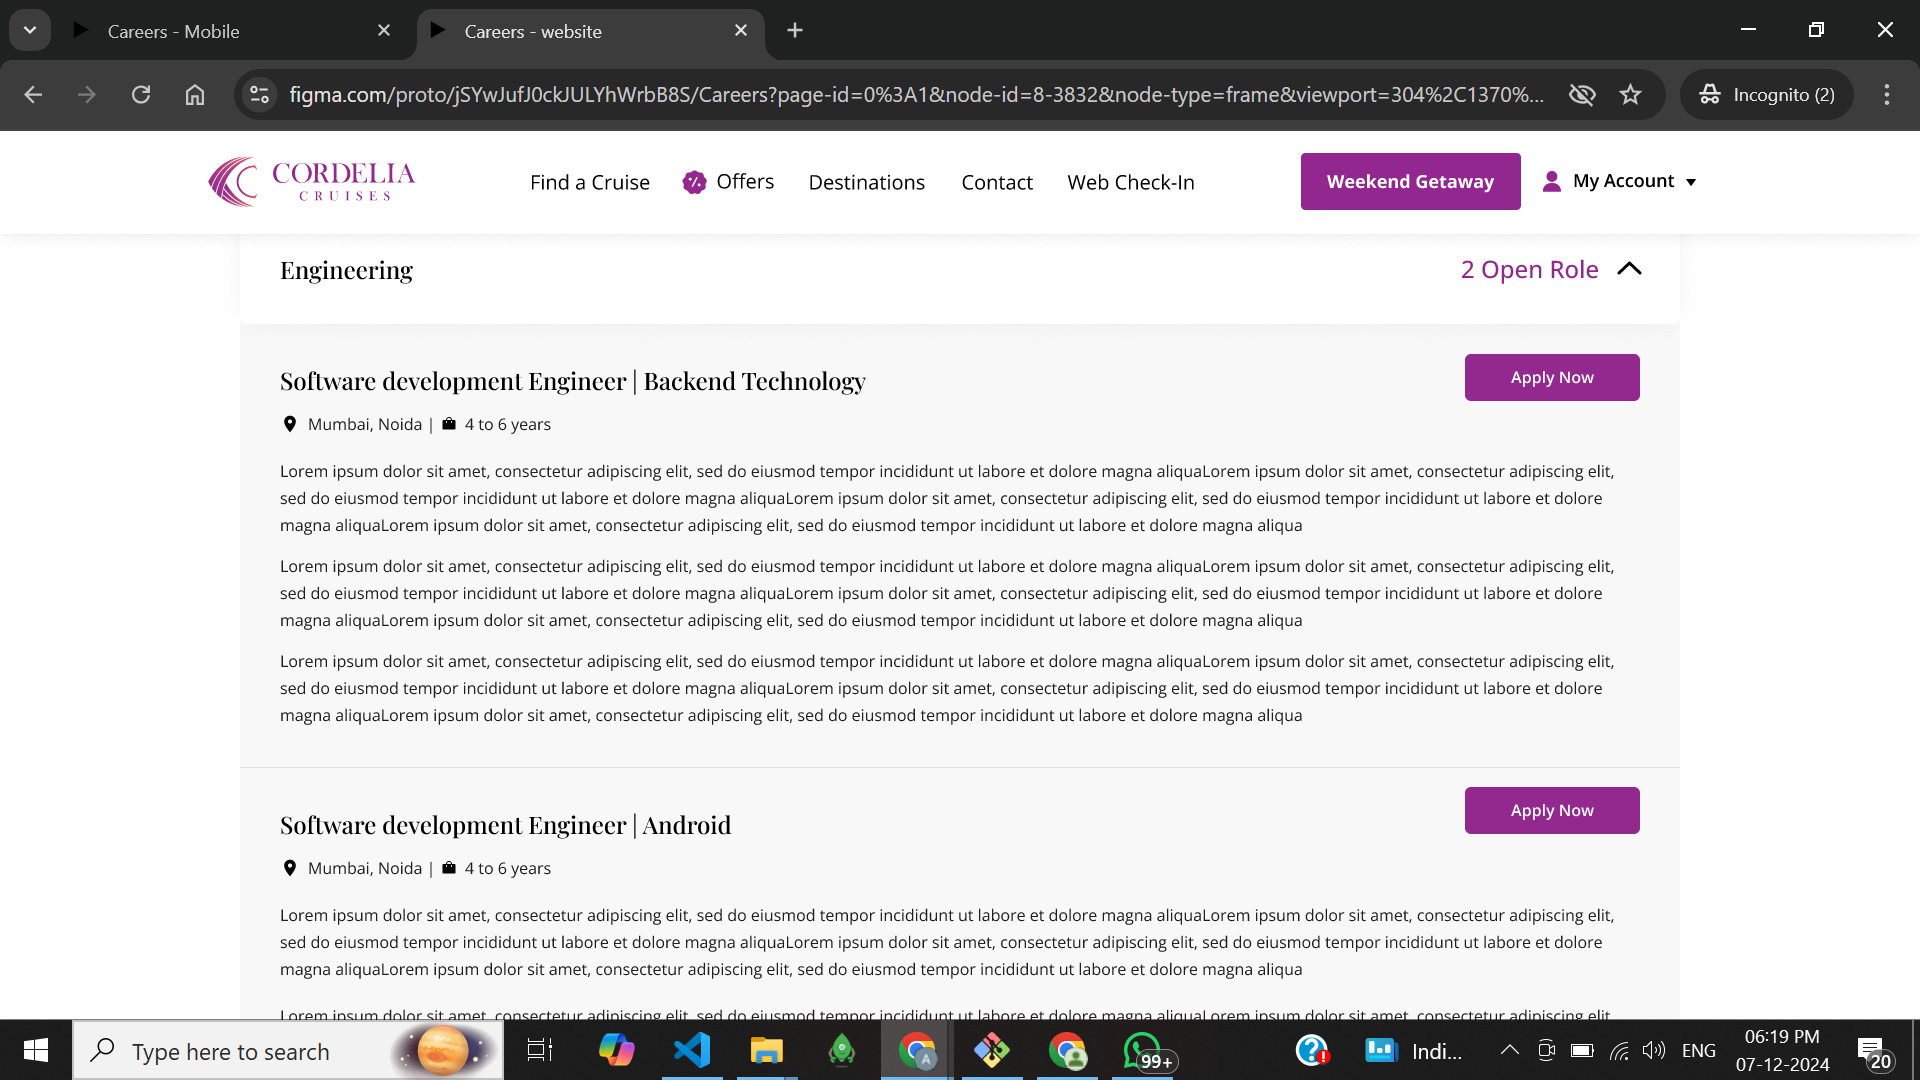 Careers - Mobile
Careers - website
figma.com/proto/jSYwJufJ0ckJULYhWrbB8S/Careers?page-id=0%3A1&node-id=8-3832&node-type=frame&viewport=304%2C1370%...
Incognito (2)
CORDELIA
CRUISES
Find a Cruise
Offers
Destinations
Contact
Web Check-In
Weekend Getaway
My Account
Engineering
2 Open Role
Software development Engineer | Backend Technology
Apply Now
Mumbai, Noida | 4 to 6 years
Lorem ipsum dolor sit amet, consectetur adipiscing elit, sed do eiusmod tempor incididunt ut labore et dolore magna aliquaLorem ipsum dolor sit amet, consectetur adipiscing elit,
sed do eiusmod tempor incididunt ut labore et dolore magna aliquaLorem ipsum dolor sit amet, consectetur adipiscing elit, sed do eiusmod tempor incididunt ut labore et dolore
magna aliquaLorem ipsum dolor sit amet, consectetur adipiscing elit, sed do eiusmod tempor incididunt ut labore et dolore magna aliqua
Lorem ipsum dolor sit amet, consectetur adipiscing elit, sed do eiusmod tempor incididunt ut labore et dolore magna aliquaLorem ipsum dolor sit amet, consectetur adipiscing elit,
sed do eiusmod tempor incididunt ut labore et dolore magna aliquaLorem ipsum dolor sit amet, consectetur adipiscing elit, sed do eiusmod tempor incididunt ut labore et dolore
magna aliquaLorem ipsum dolor sit amet, consectetur adipiscing elit, sed do eiusmod tempor incididunt ut labore et dolore magna aliqua
Lorem ipsum dolor sit amet, consectetur adipiscing elit, sed do eiusmod tempor incididunt ut labore et dolore magna aliquaLorem ipsum dolor sit amet, consectetur adipiscing elit,
sed do eiusmod tempor incididunt ut labore et dolore magna aliquaLorem ipsum dolor sit amet, consectetur adipiscing elit, sed do eiusmod tempor incididunt ut labore et dolore
magna aliquaLorem ipsum dolor sit amet, consectetur adipiscing elit, sed do eiusmod tempor incididunt ut labore et dolore magna aliqua
Software development Engineer | Android
Apply Now
Mumbai, Noida | 4 to 6 years
Lorem ipsum dolor sit amet, consectetur adipiscing elit, sed do eiusmod tempor incididunt ut labore et dolore magna aliquaLorem ipsum dolor sit amet, consectetur adipiscing elit,
sed do eiusmod tempor incididunt ut labore et dolore magna aliquaLorem ipsum dolor sit amet, consectetur adipiscing elit, sed do eiusmod tempor incididunt ut labore et dolore
magna aliquaLorem ipsum dolor sit amet, consectetur adipiscing elit, sed do eiusmod tempor incididunt ut labore et dolore magna aliqua
Lorem ipsum dolor sit amet, consectetur adipiscing elit, sed do eiusmod tempor incididunt ut labore et dolore magna aliquaLorem ipsum dolor sit amet, consectetur adipiscing elit,
Type here to search
A
99+
Indi...
ENG
06:19 PM
07-12-2024
20